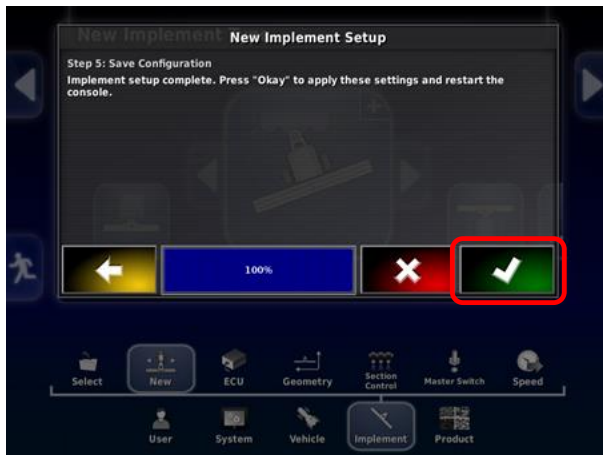 New Implement Setup
Step 5: Save Configuration
Implement setup complete. Press "Okay" to apply these settings and restart the
console.
100%
Select New ECU Geometry Section Control Master Switch Speed
User System Vehicle Implement Product